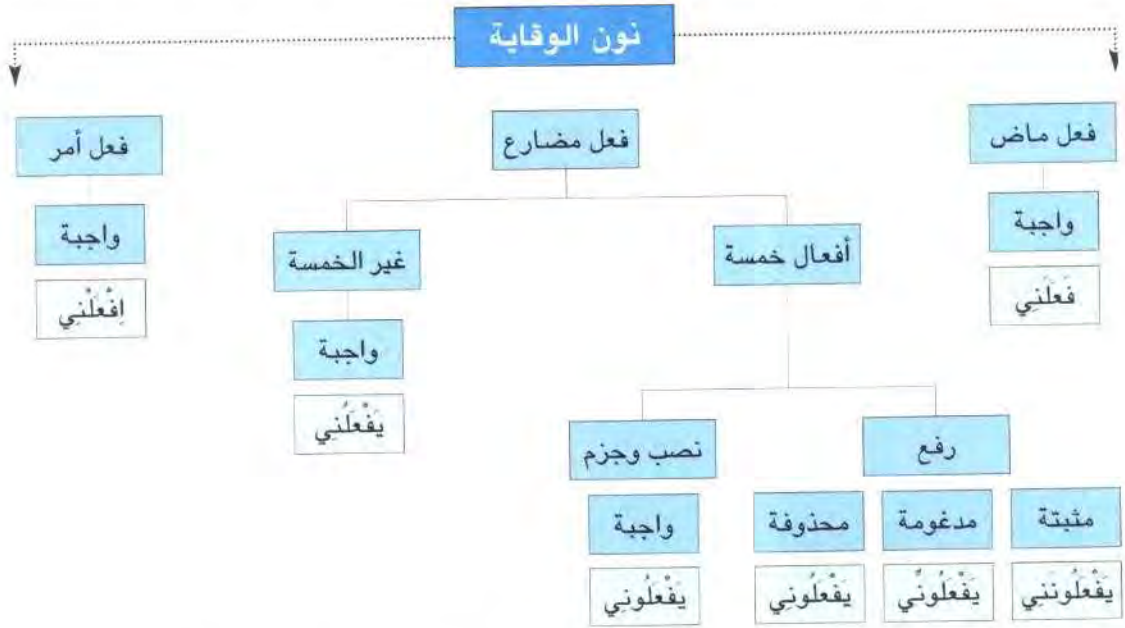 نون الوقاية
فعل ماض
فعل مضارع
فعل أمر
واجبة
فَعَلَنِي
أفعال خمسة
غير الخمسة
واجبة
اِفْعَلْنِي
واجبة
يَفْعَلُنِي
رفع
نصب وجزم
مثبتة
مدغومة
محذوفة
واجبة
يَفْعَلُونَنِي
يَفْعَلُونِّي
يَفْعَلُونِي
يَفْعَلُونِي